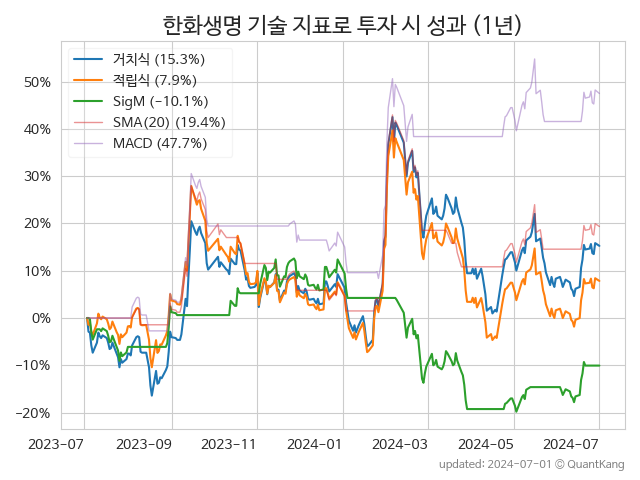 한화생명 기술 지표로 투자 시 성과 (1년)
거치식 (15.3%)
적립식 (7.9%)
SigM (-10.1%)
SMA(20) (19.4%)
MACD (47.7%)
50%
40%
30%
20%
10%
0%
-10%
-20%
2023-07
2023-09
2023-11
2024-01
2024-03
2024-05
2024-07
updated: 2024-07-01 © QuantKang